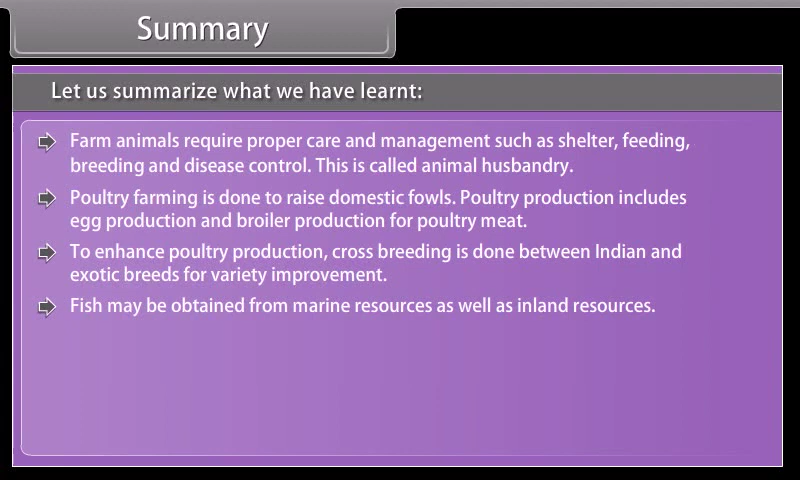 Summary
Let us summarize what we have learnt:
Farm animals require proper care and management such as shelter, feeding,
breeding and disease control. This is called animal husbandry.
Poultry farming is done to raise domestic fowls. Poultry production includes
egg production and broiler production for poultry meat.
To enhance poultry production, cross breeding is done between Indian and
exotic breeds for variety improvement.
Fish may be obtained from marine resources as well as inland resources.